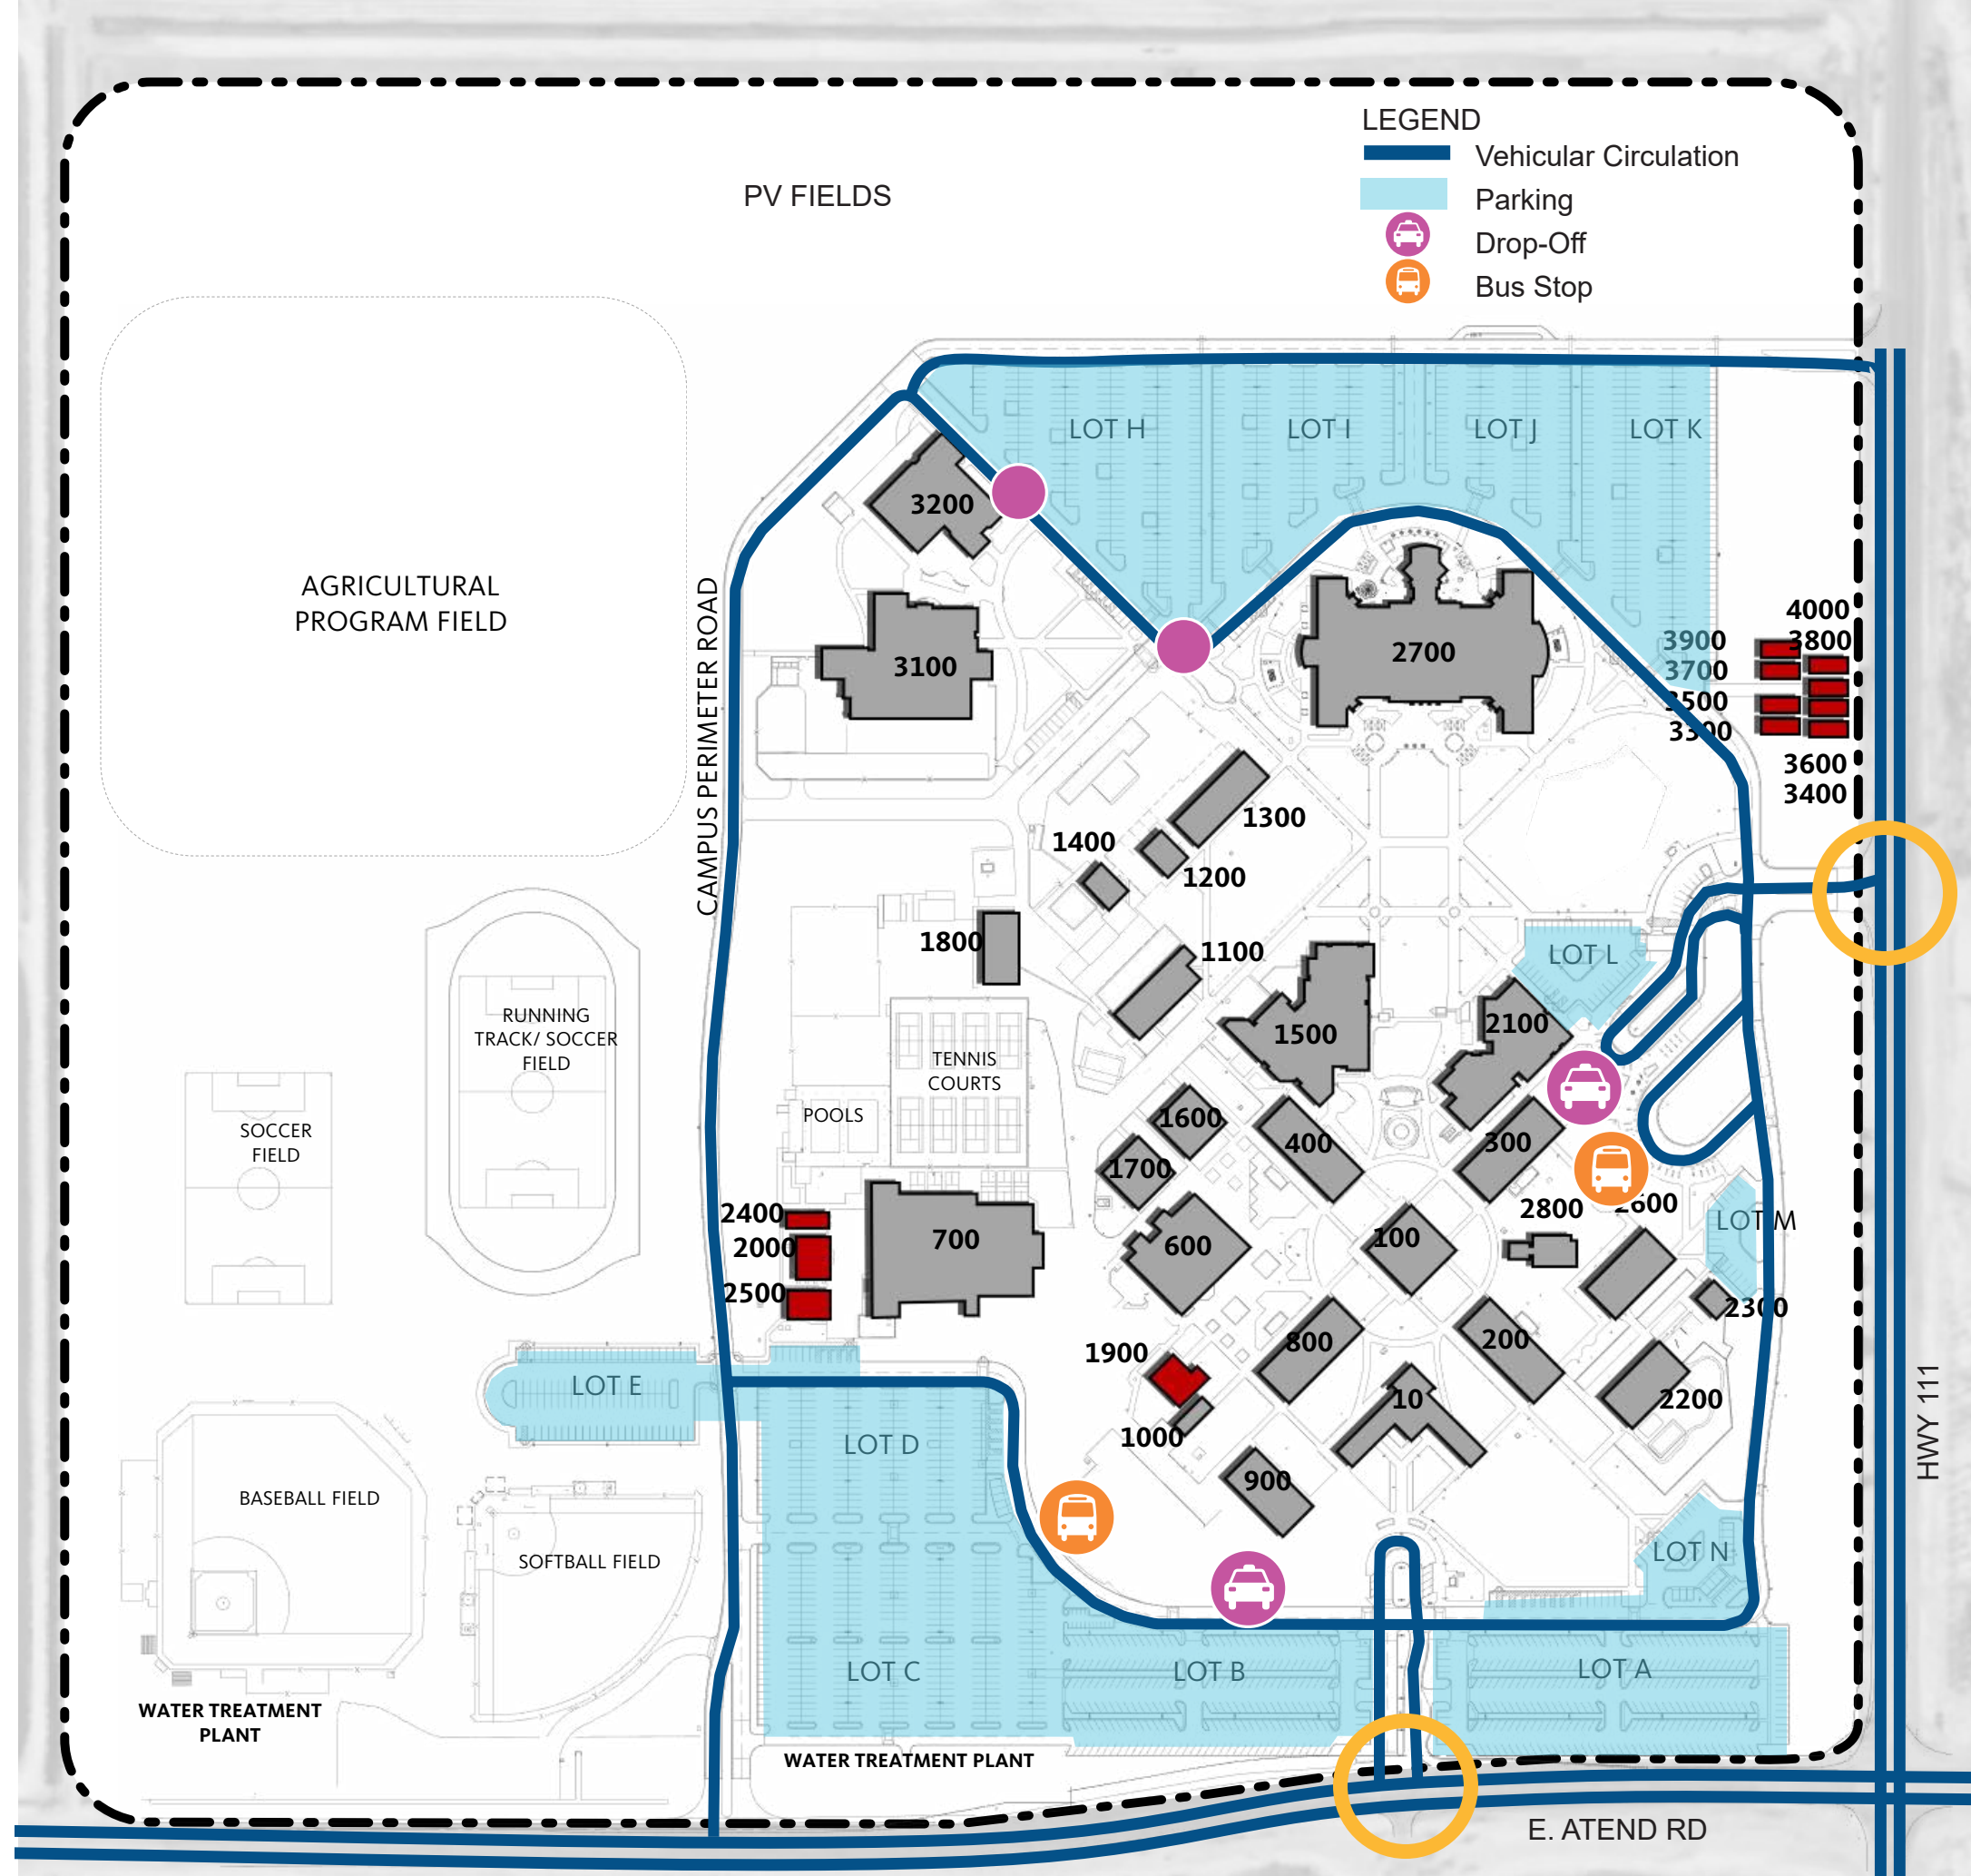 LEGEND
Vehicular Circulation
Parking
Drop-Off
Bus Stop
PV FIELDS
LOT H
LOT I
LOT J
LOT K
3200
AGRICULTURAL
PROGRAM FIELD
CAMPUS PERIMETER ROAD
3100
2700
4000
3900
3800
3700
3500
3300
3600
3400
1300
1400
1200
1800
1100
LOT L
RUNNING
TRACK/ SOCCER
FIELD
TENNIS
COURTS
1500
2100
POOLS
SOCCER
FIELD
1600
400
300
1700
2400
2000
2500
700
600
100
2800
2600
LOT M
2300
1900
800
200
LOT E
10
2200
HWY 111
1000
LOT D
900
BASEBALL FIELD
SOFTBALL FIELD
LOT N
LOT C
LOT B
LOT A
WATER TREATMENT
PLANT
WATER TREATMENT PLANT
E. ATEND RD